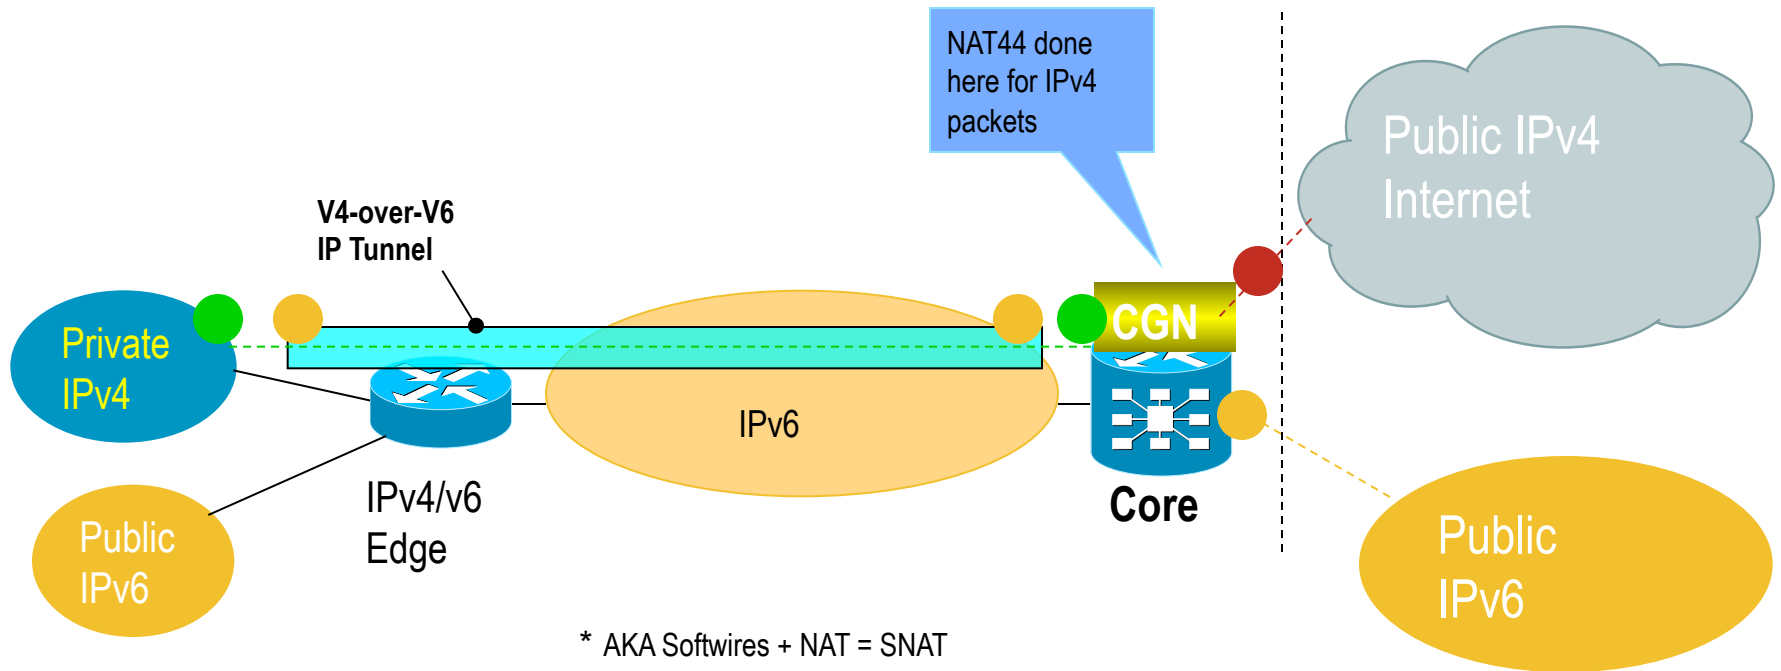 NAT44 done
here for IPv4
packets
Public IPv4
Internet
V4-over-V6
IP Tunnel
Private
IPv4
CGN
IPv6
IPv4/v6
Edge
Core
Public
IPv6
Public
IPv6
* AKA Softwires + NAT = SNAT